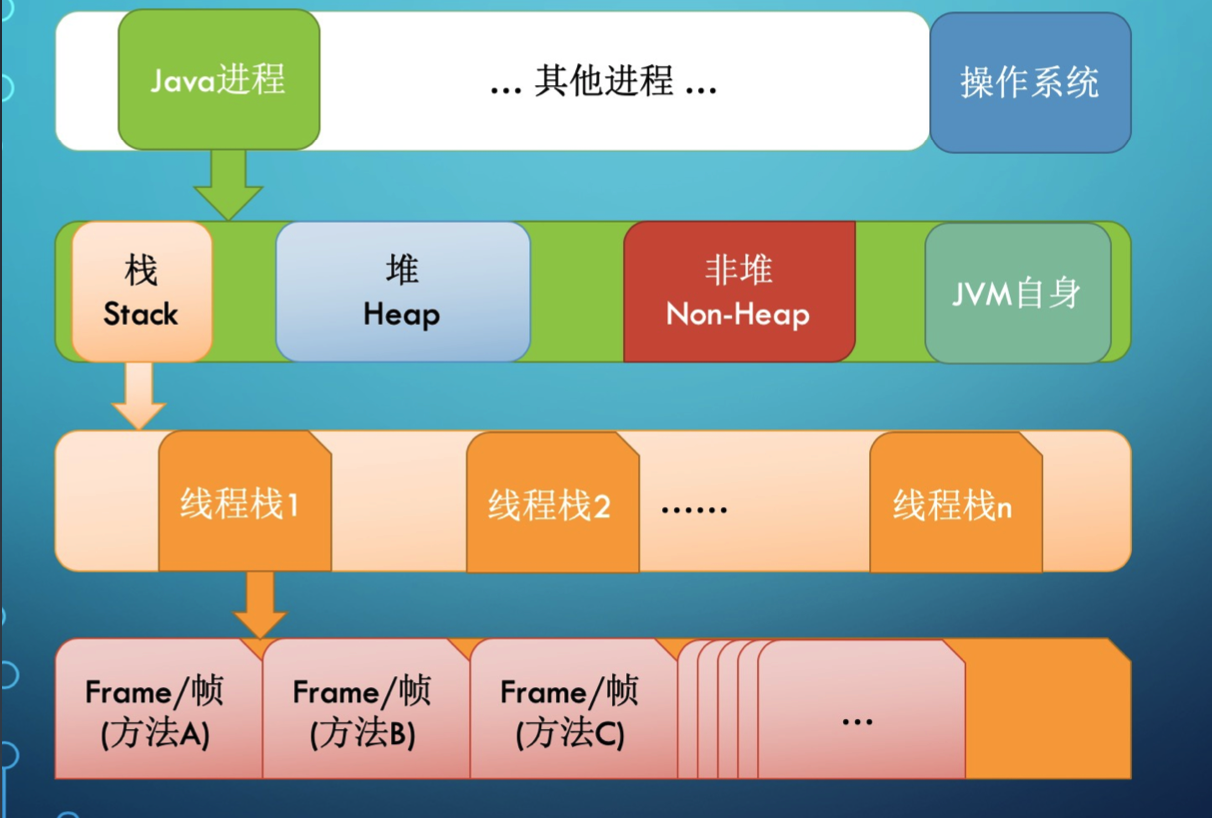 Java进程
... 其他进程 ...
操作系统
栈
Stack
堆
Heap
非堆
Non-Heap
JVM自身
线程栈1
线程栈2
......
线程栈n
Frame/帧
(方法A)
Frame/帧
(方法B)
Frame/帧
(方法C)
...